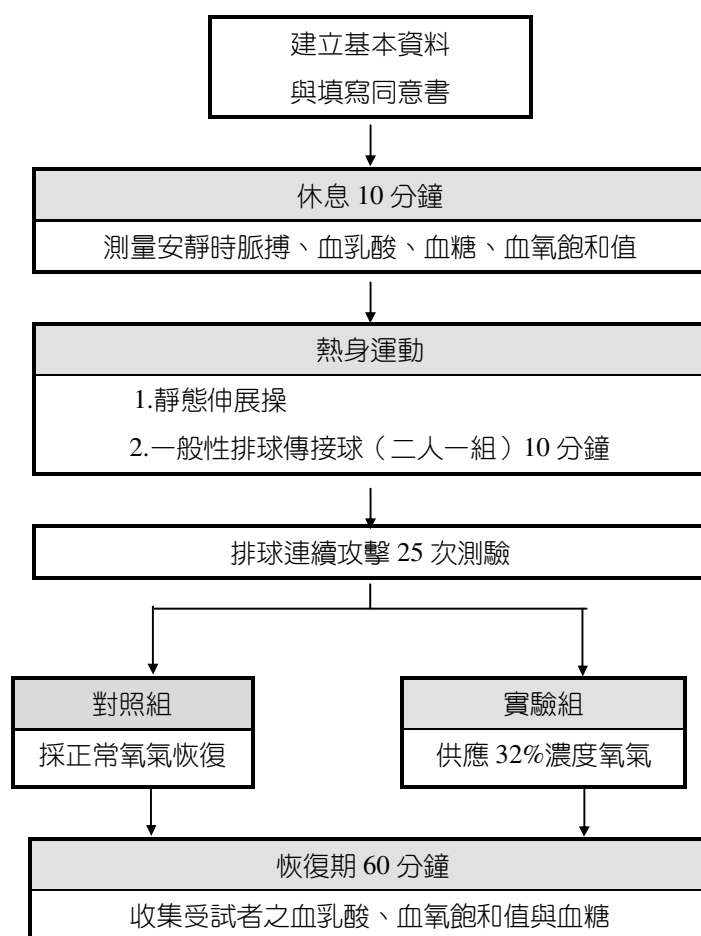 建立基本資料
與填寫同意書
休息 10 分鐘
測量安靜時脈搏、血乳酸、血糖、血氧飽和值
熱身運動
1.靜態伸展操
2.一般性排球傳接球（二人一組）10 分鐘
排球連續攻擊 25 次測驗
對照組
採正常氧氣恢復
實驗組
供應 32%濃度氧氣
恢復期 60 分鐘
收集受試者之血乳酸、血氧飽和值與血糖